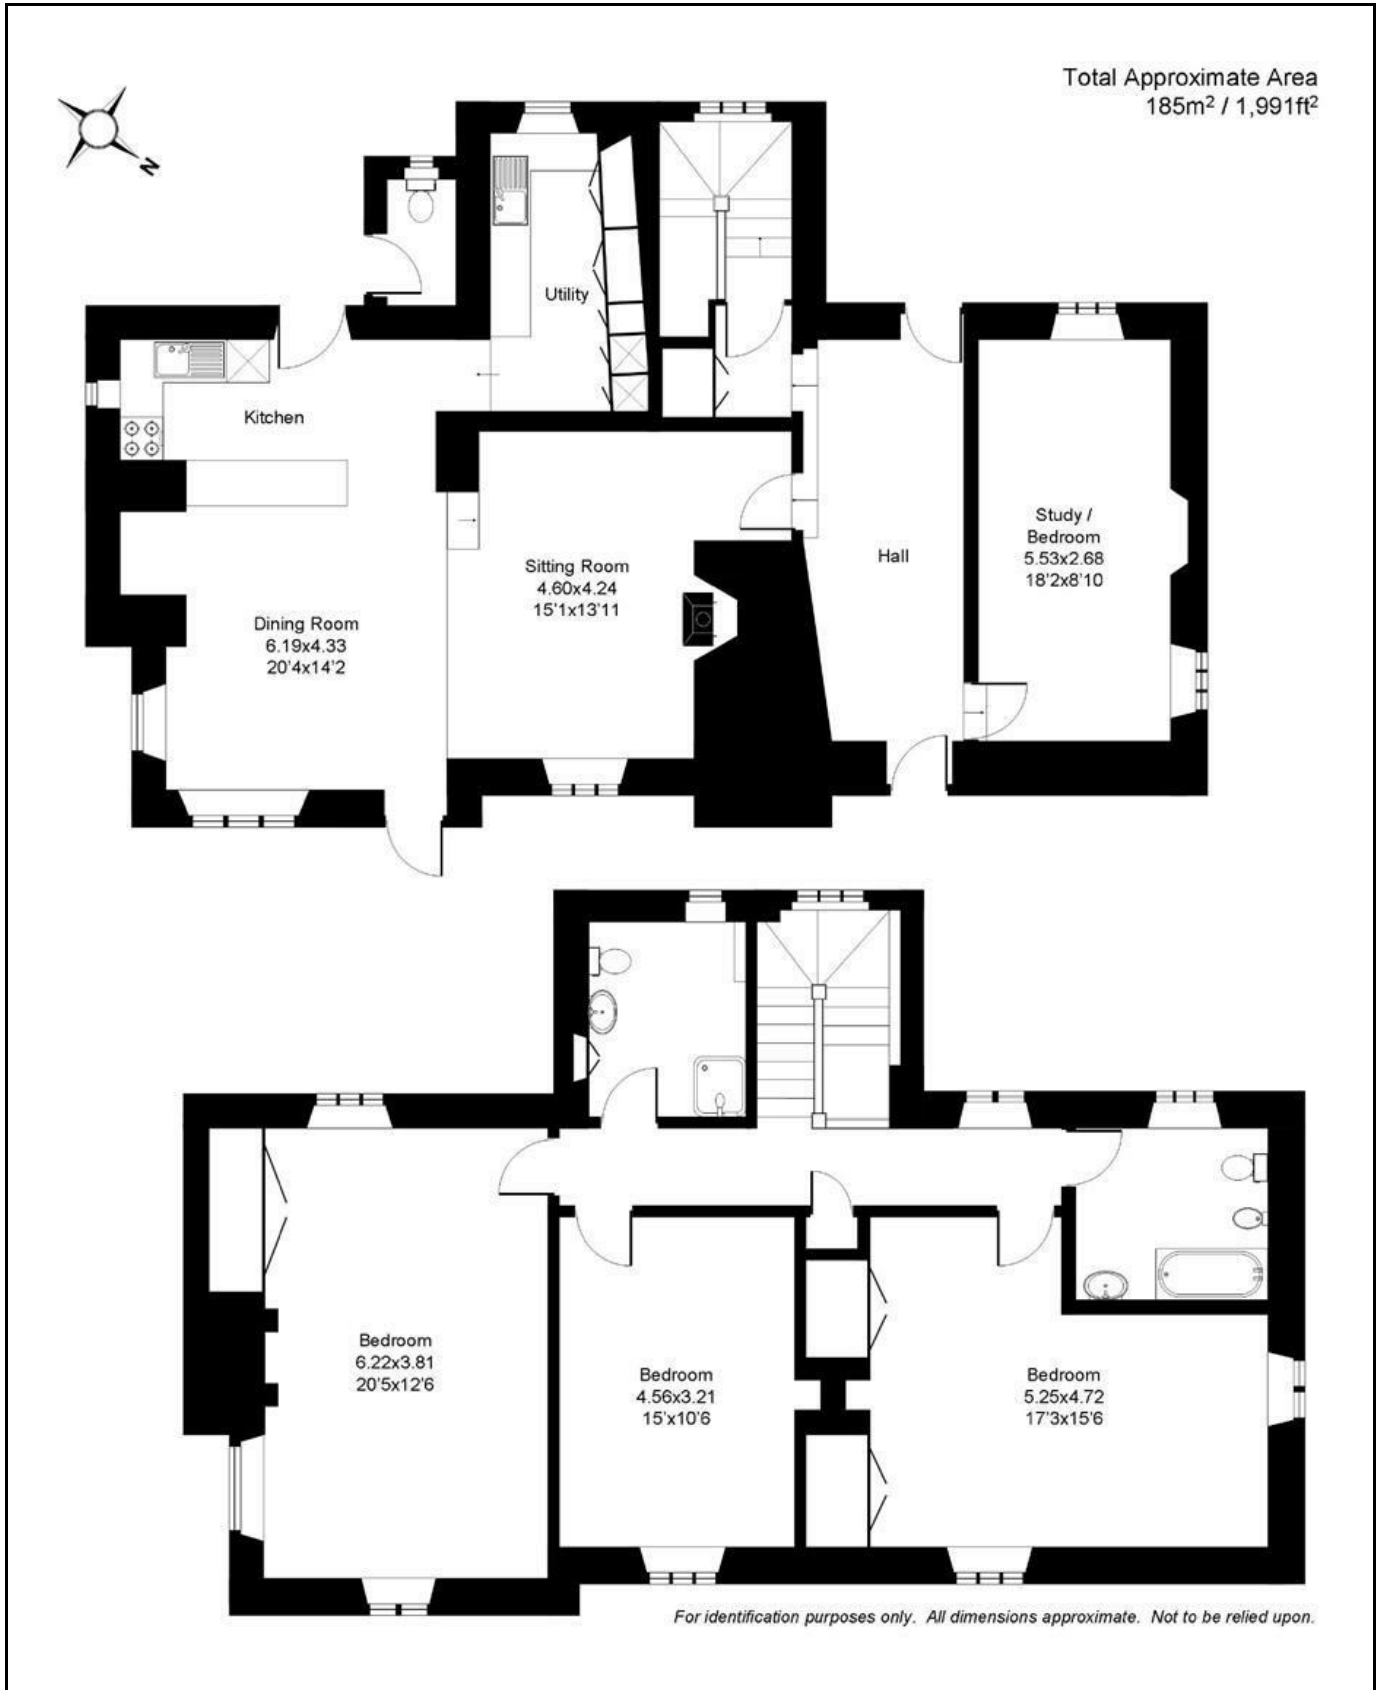 Total Approximate Area
185m² / 1,991ft²
N
Utility
Kitchen
Study /
Bedroom
5.53x2.68
18'2x8'10
Hall
Sitting Room
4.60x4.24
15'1x13'11
Dining Room
6.19x4.33
20'4x14'2
Bedroom
6.22x3.81
20'5x12'6
Bedroom
4.56x3.21
15'x10'6
Bedroom
5.25x4.72
17'3x15'6
For identification purposes only. All dimensions approximate. Not to be relied upon.